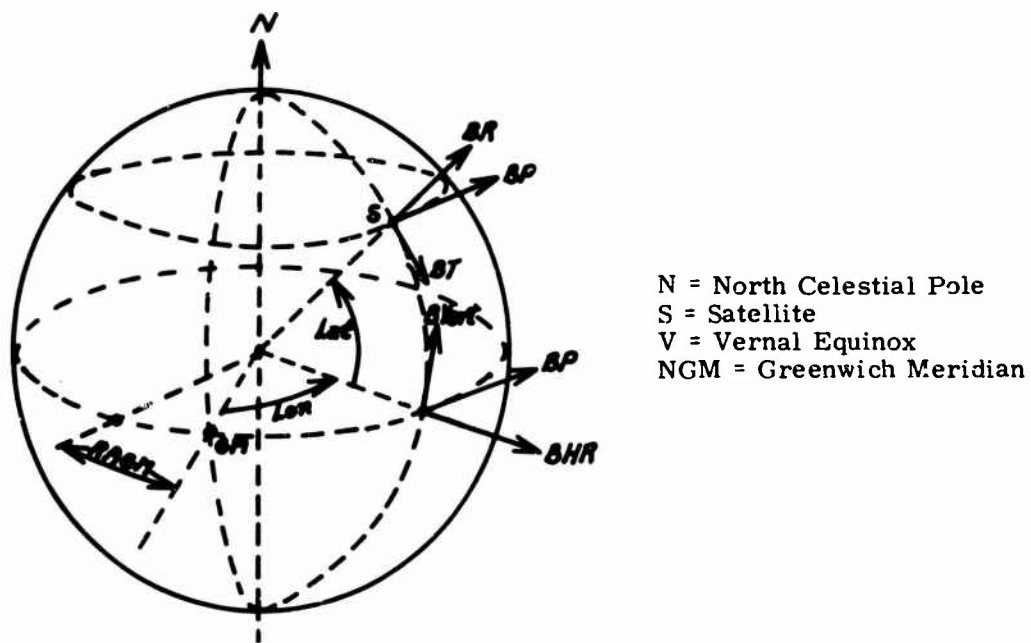 N
BR
BP
S
BT
Lat
BP
Lon
BHR
N = North Celestial Pole
S = Satellite
V = Vernal Equinox
NGM = Greenwich Meridian